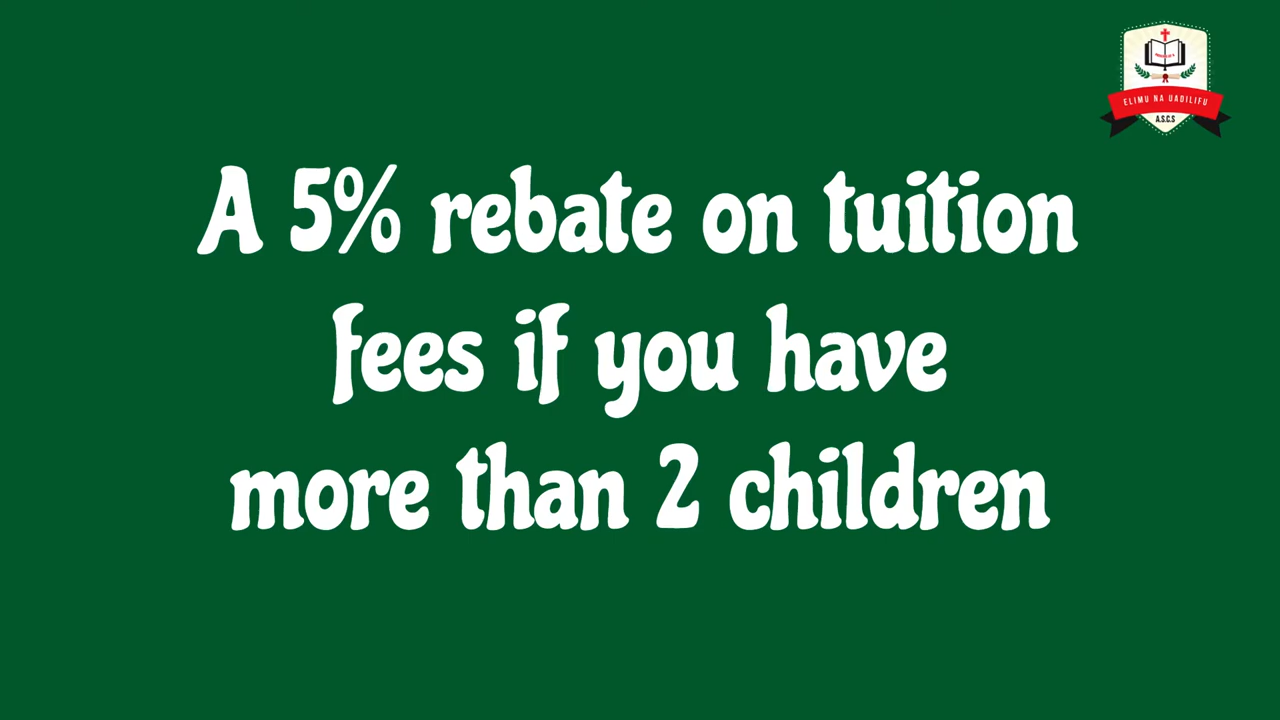 ELIMU NA UADILIFU
A.S.C.S
A 5% rebate on tuition
fees if you have
more than 2 children